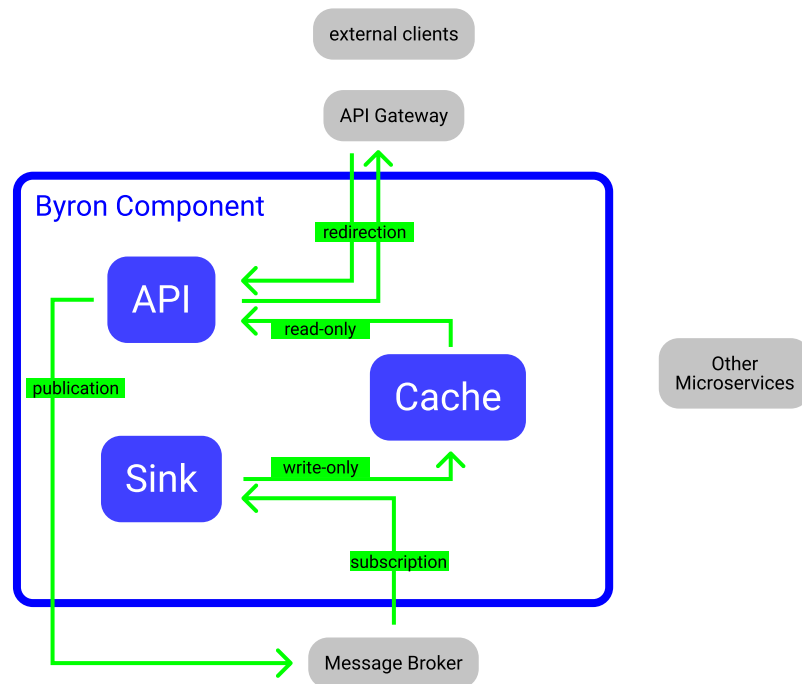 external clients
API Gateway
Byron Component
redirection
API
read-only
Other
Microservices
publication
Cache
Sink
write-only
subscription
Message Broker